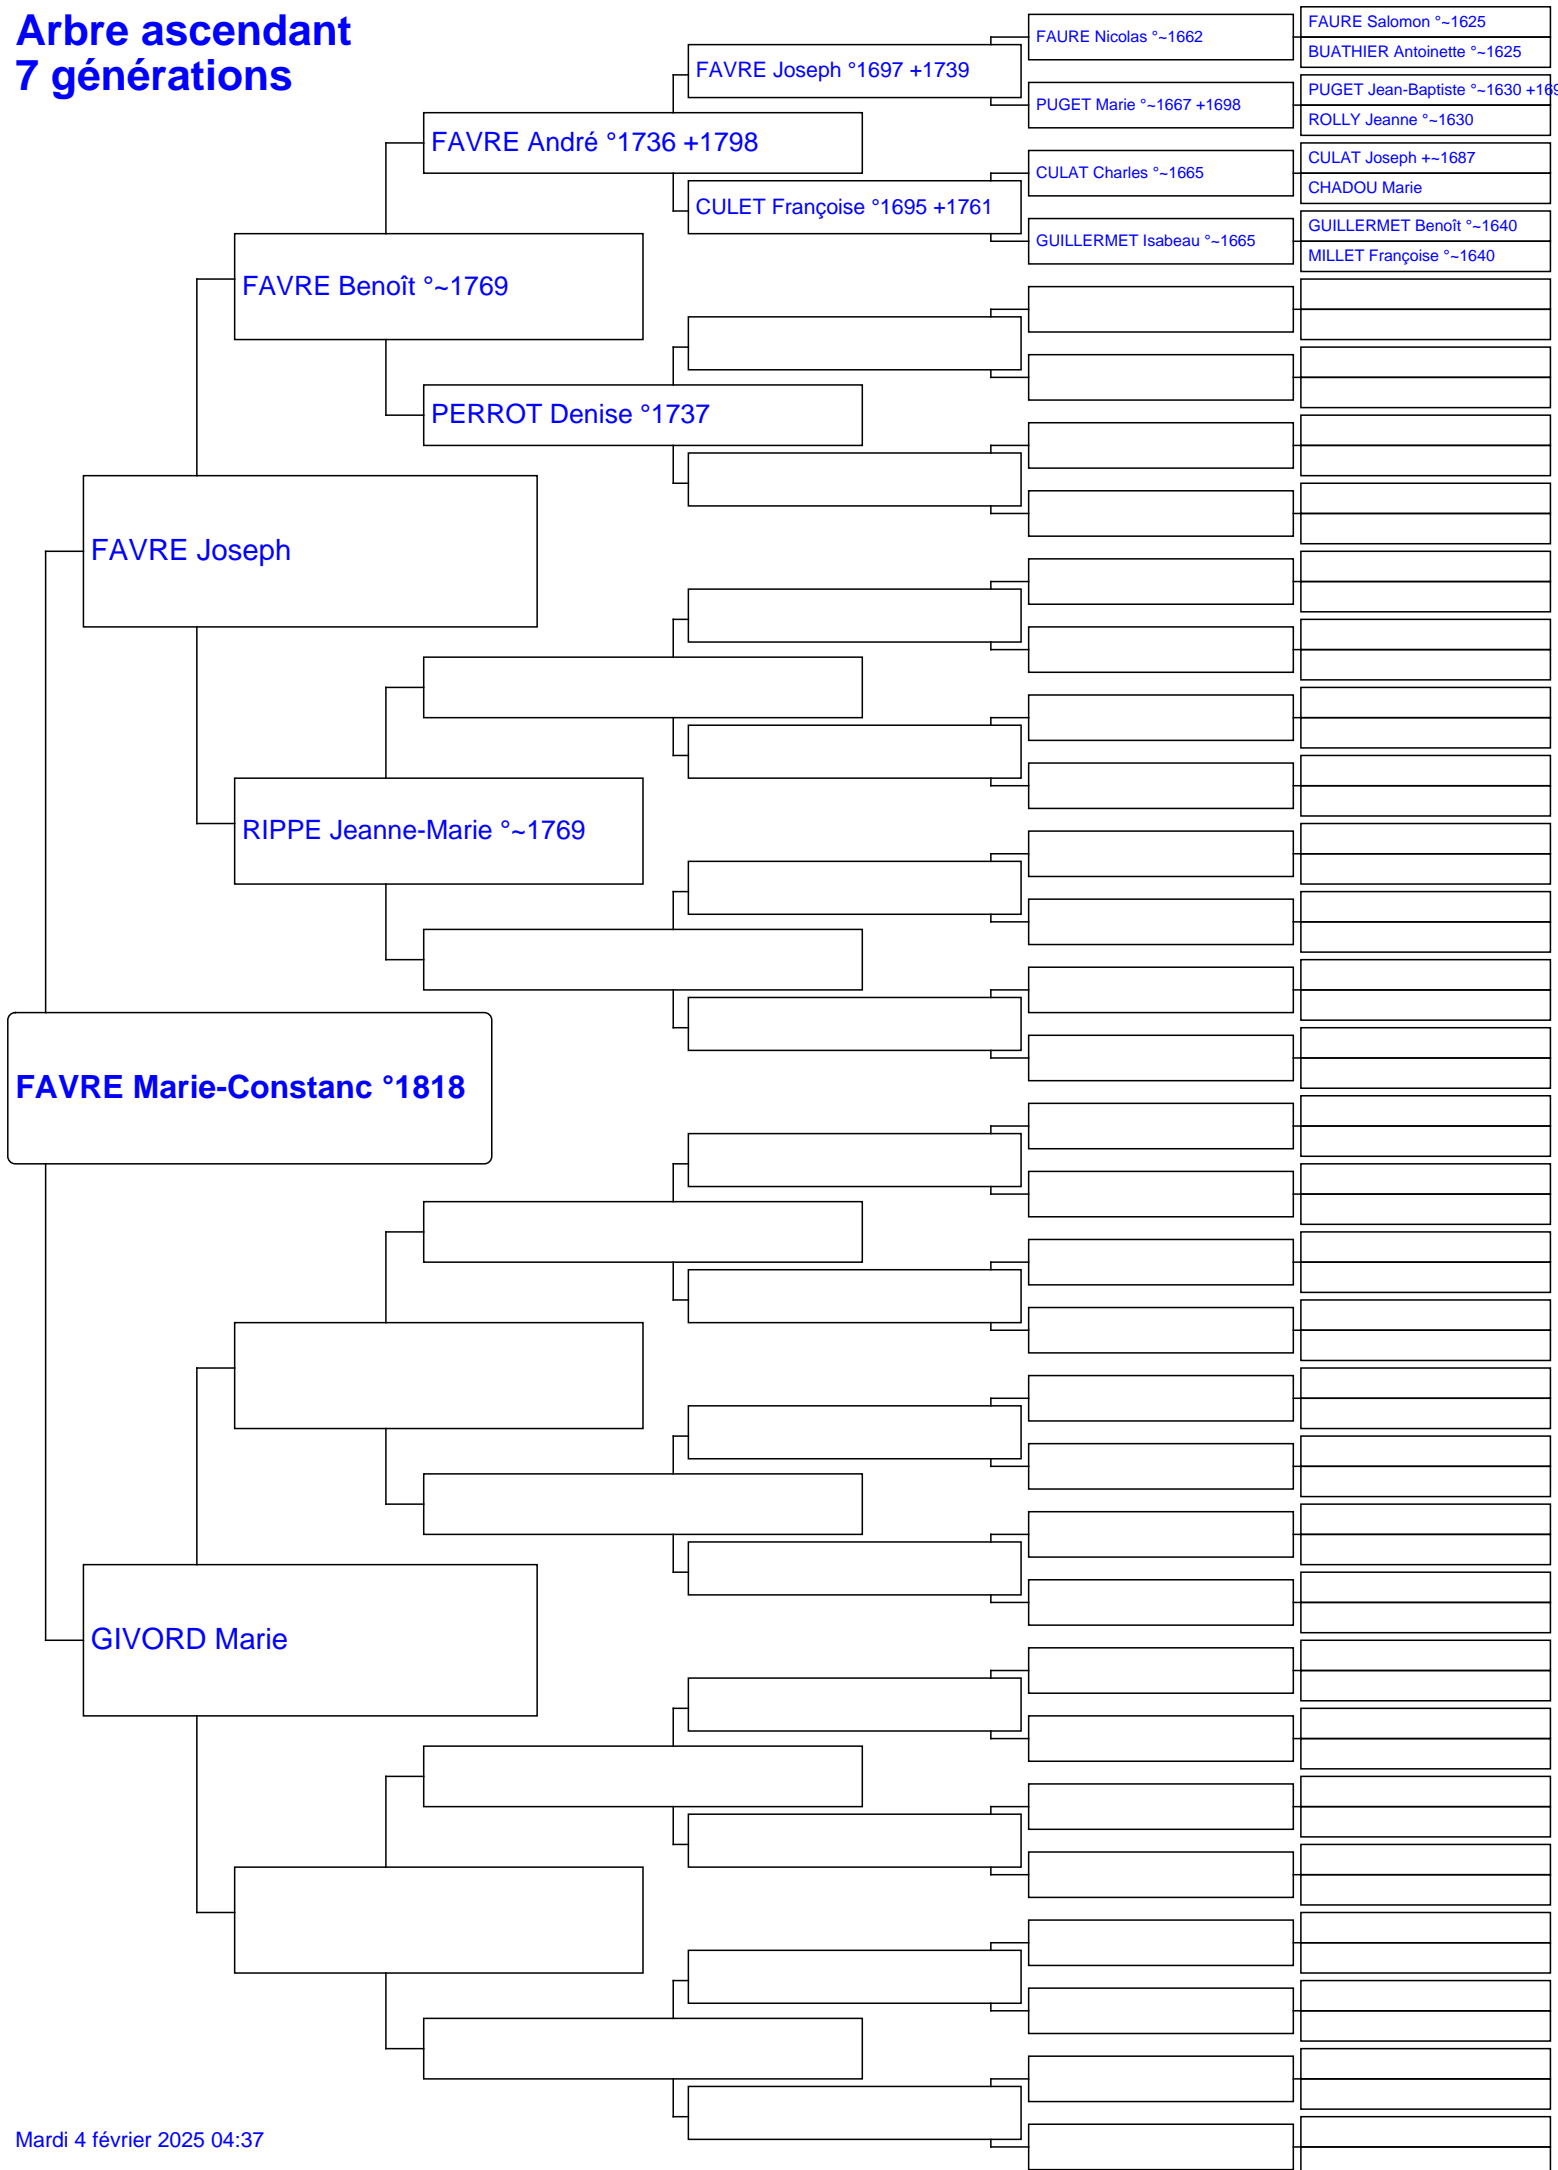 Arbre ascendant
7 générations
FAURE Salomon °~1625
FAURE Nicolas °~1662
BUATHIER Antoinette °~1625
FAVRE Joseph °1697 +1739
PUGET Jean-Baptiste °~1630 +169
PUGET Marie °~1667 +1698
ROLLY Jeanne °~1630
FAVRE André °1736 +1798
CULAT Joseph +~1687
CULAT Charles °~1665
CHADOU Marie
CULET Françoise °1695 +1761
GUILLERMET Benoît °~1640
GUILLERMET Isabeau °~1665
MILLET Françoise °~1640
FAVRE Benoît °~1769
PERROT Denise °1737
FAVRE Joseph
RIPPE Jeanne-Marie °~1769
FAVRE Marie-Constanc °1818
GIVORD Marie
Mardi 4 février 2025 04:37